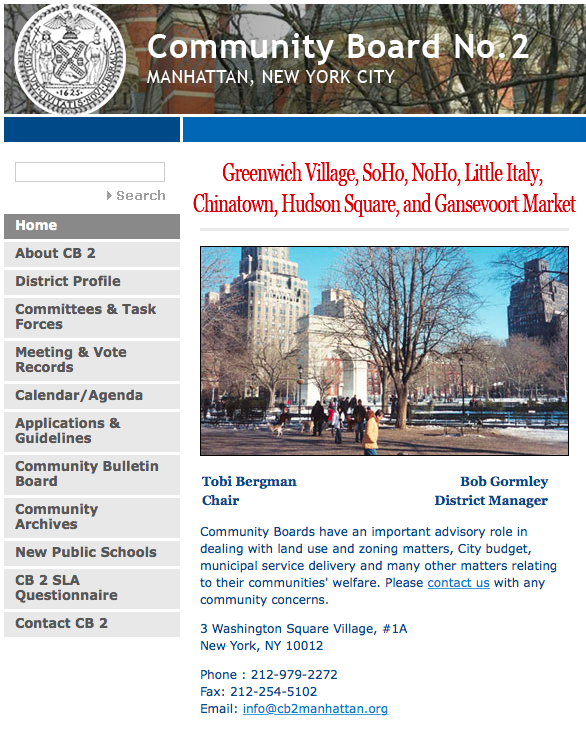 Community Board No.2
MANHATTAN, NEW YORK CITY
1625
Search
Home
About CB 2
District Profile
Committees & Task
Forces
Meeting & Vote
Records
Calendar/Agenda
Applications &
Guidelines
Community Bulletin
Board
Community
Archives
New Public Schools
CB 2 SLA
Questionnaire
Contact CB 2
Greenwich Village, SoHo, NoHo, Little Italy,
Chinatown, Hudson Square, and Gansevoort Market
Tobi Bergman
Chair
Bob Gormley
District Manager
Community Boards have an important advisory role in
dealing with land use and zoning matters, City budget,
municipal service delivery and many other matters relating
to their communities' welfare. Please contact us with any
community concerns.
3 Washington Square Village, #1A
New York, NY 10012
Phone : 212-979-2272
Fax: 212-254-5102
Email: info@cb2manhattan.org